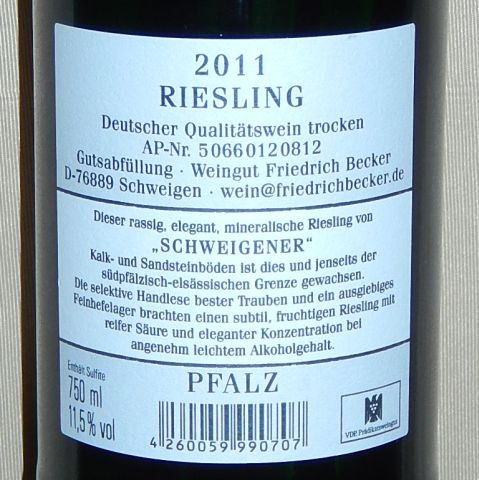 2011
RIESLING
Deutscher Qualitätswein trocken
AP-Nr. 50660120812
Gutsabfüllung · Weingut Friedrich Becker
D-76889 Schweigen · wein@friedrichbecker.de
Dieser rassig, elegant, mineralische Riesling von
„SCHWEIGENER“
Kalk- und Sandsteinböden ist dies und jenseits der
südpfälzisch-elsässischen Grenze gewachsen.
Die selektive Handlese bester Trauben und ein ausgiebiges
Feinhefelager brachten einen subtil, fruchtigen Riesling mit
reifer Säure und eleganter Konzentration bei
angenehm leichtem Alkoholgehalt.
Enthält Sulfite
750 ml
11,5% vol
PFALZ
4 260059 990707
VDP. Prädikatsweingut